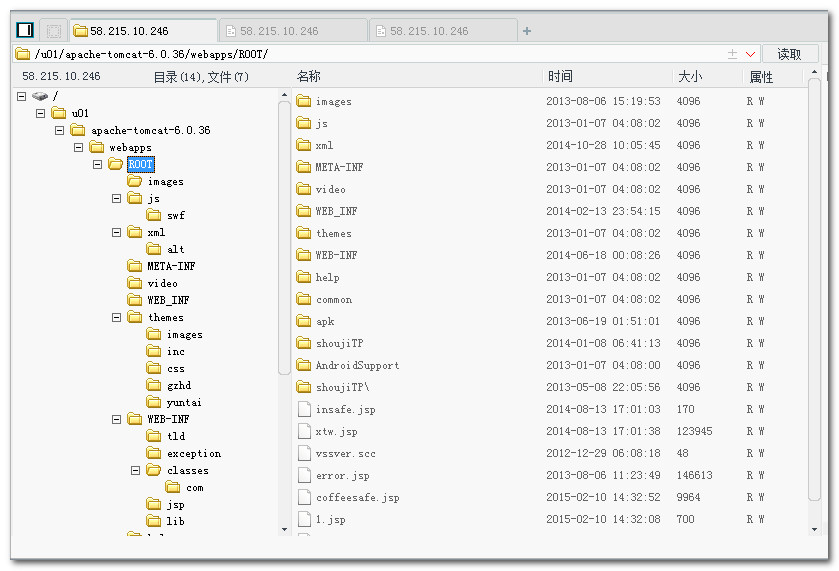 58.215.10.246
58.215.10.246
58.215.10.246
/u01/apache-tomcat-6.0.36/webapps/ROOT/
读取
58.215.10.246 目录(14),文件(7)
名称 时间 大小 属性
/
u01
apache-tomcat-6.0.36
webapps
ROOT
images
js
swf
xml
alt
META-INF
video
WEB_INF
themes
images
inc
css
gzhd
yuntai
WEB-INF
tld
exception
classes
com
jsp
lib
images 2013-08-06 15:19:53 4096 R W
js 2013-01-07 04:08:02 4096 R W
xml 2014-10-28 10:05:45 4096 R W
META-INF 2013-01-07 04:08:02 4096 R W
video 2013-01-07 04:08:02 4096 R W
WEB_INF 2014-02-13 23:54:15 4096 R W
themes 2013-01-07 04:08:02 4096 R W
WEB-INF 2014-06-18 00:08:26 4096 R W
help 2013-01-07 04:08:02 4096 R W
common 2013-01-07 04:08:02 4096 R W
apk 2013-06-19 01:51:01 4096 R W
shoujiTP 2014-01-08 06:41:13 4096 R W
AndroidSupport 2013-01-07 04:08:00 4096 R W
shoujiTP\ 2013-05-08 22:05:56 4096 R W
insafe.jsp 2014-08-13 17:01:03 170 R W
xtw.jsp 2014-08-13 17:01:38 123945 R W
vssver.scc 2012-12-29 06:08:18 48 R W
error.jsp 2013-08-06 11:23:49 146613 R W
coffeesafe.jsp 2015-02-10 14:32:52 9964 R W
1.jsp 2015-02-10 14:32:08 700 R W